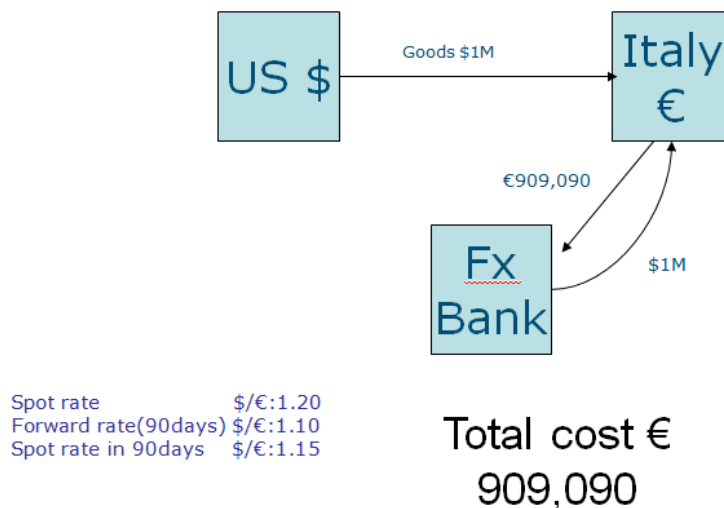 US $
Goods $1M
Italy
€
€909,090
$1M
Fx
Bank
Spot rate $/€:1.20
Forward rate(90days) $/€:1.10
Spot rate in 90days $/€:1.15
Total cost €
909,090